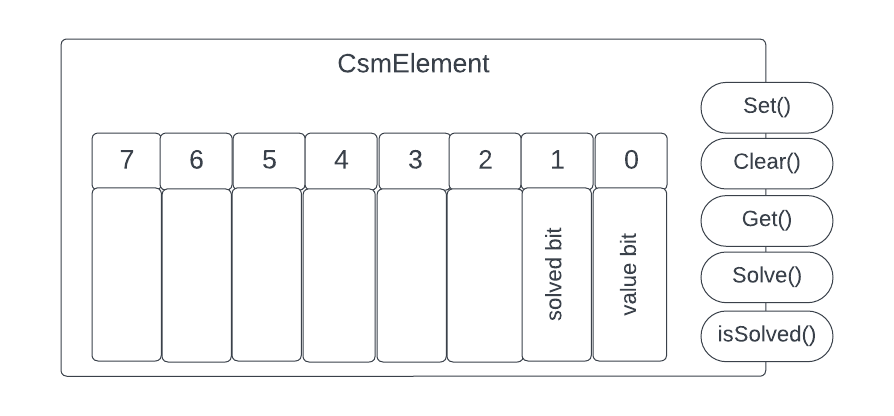 CsmElement
7 6 5 4 3 2 1 0
solved bit
value bit
Set()
Clear()
Get()
Solve()
isSolved()